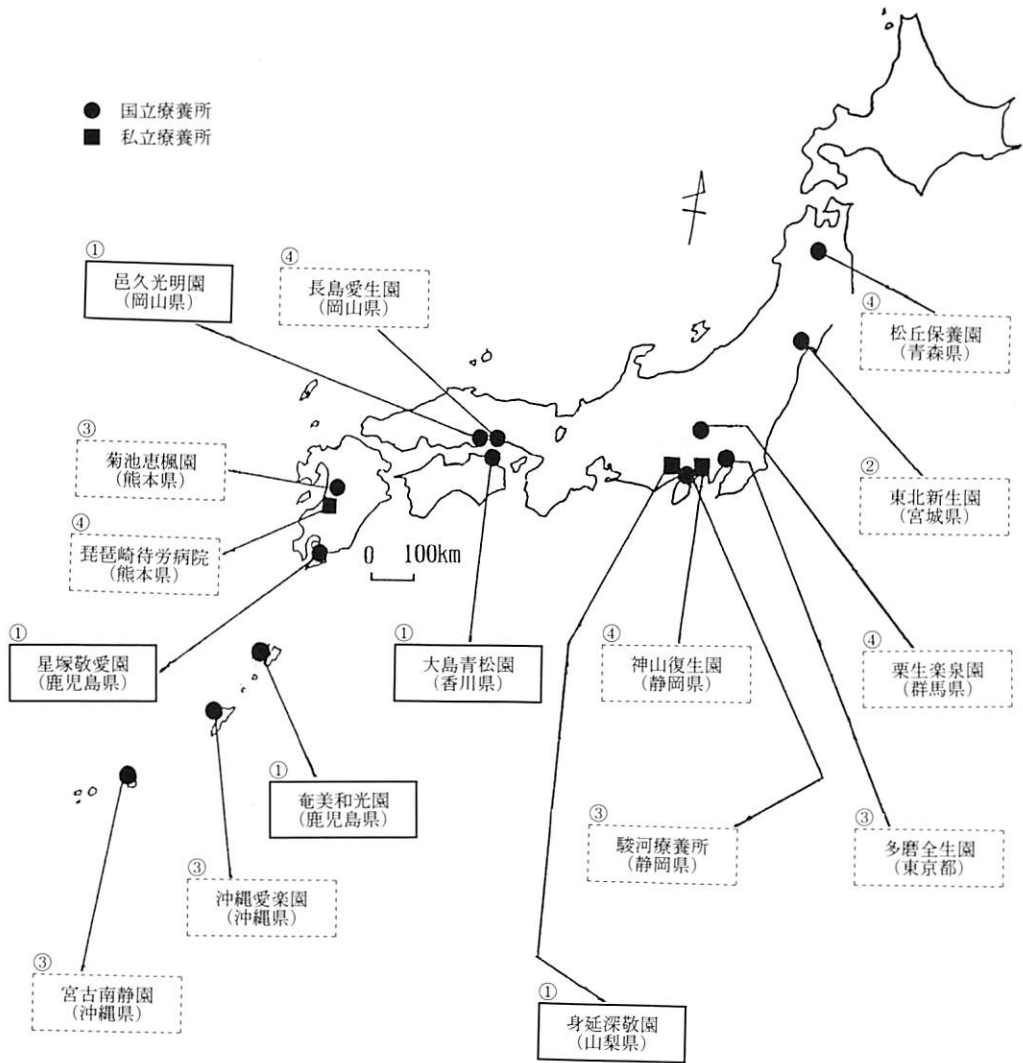 ● 国立療養所
■ 私立療養所
①
邑久光明園
(岡山県)
④
長島愛生園
(岡山県)
④
松丘保養園
(青森県)
③
菊池恵楓園
(熊本県)
②
東北新生園
(宮城県)
④
琵琶崎待労病院
(熊本県)
0 100km
①
星塚敬愛園
(鹿児島県)
①
大島青松園
(香川県)
④
神山復生園
(静岡県)
④
栗生楽泉園
(群馬県)
①
奄美和光園
(鹿児島県)
③
駿河療養所
(静岡県)
③
多磨全生園
(東京都)
③
沖縄愛楽園
(沖縄県)
③
宮古南静園
(沖縄県)
①
身延深敬園
(山梨県)